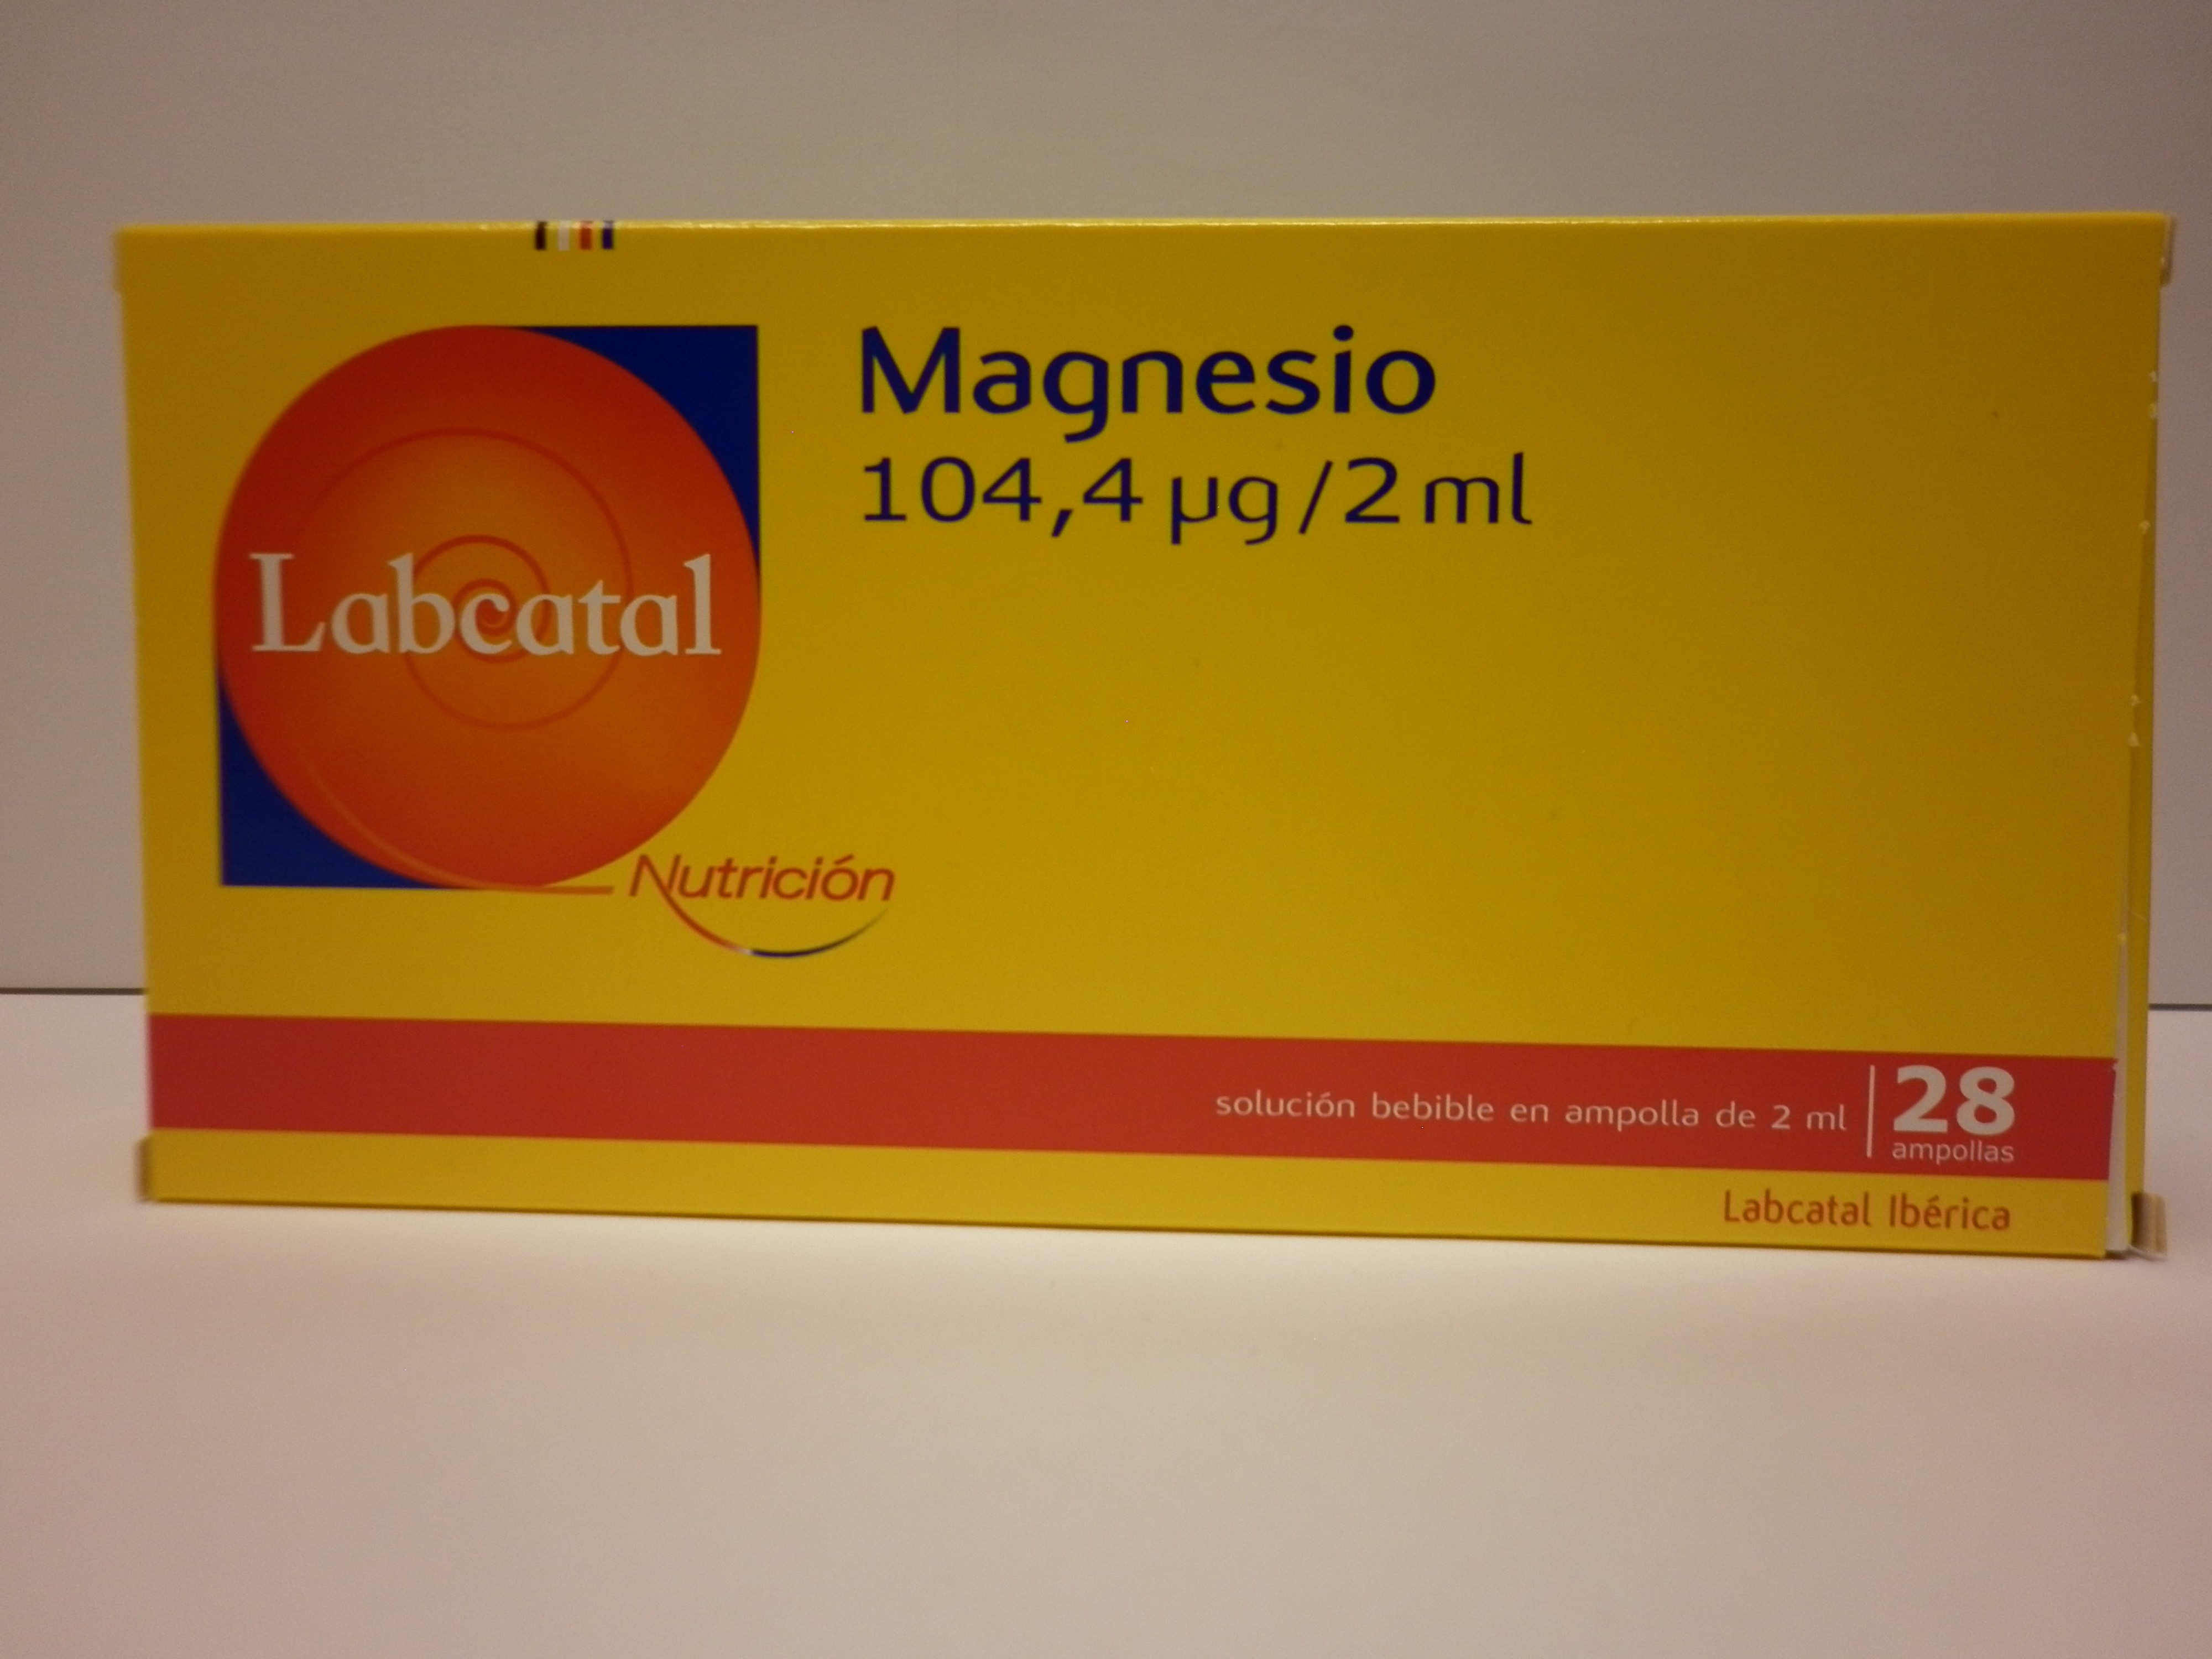 Magnesio
104,4 µg/2 ml
Labcatal
Nutrición
solución bebible en ampolla de 2 ml
28
ampollas
Labcatal Ibérica